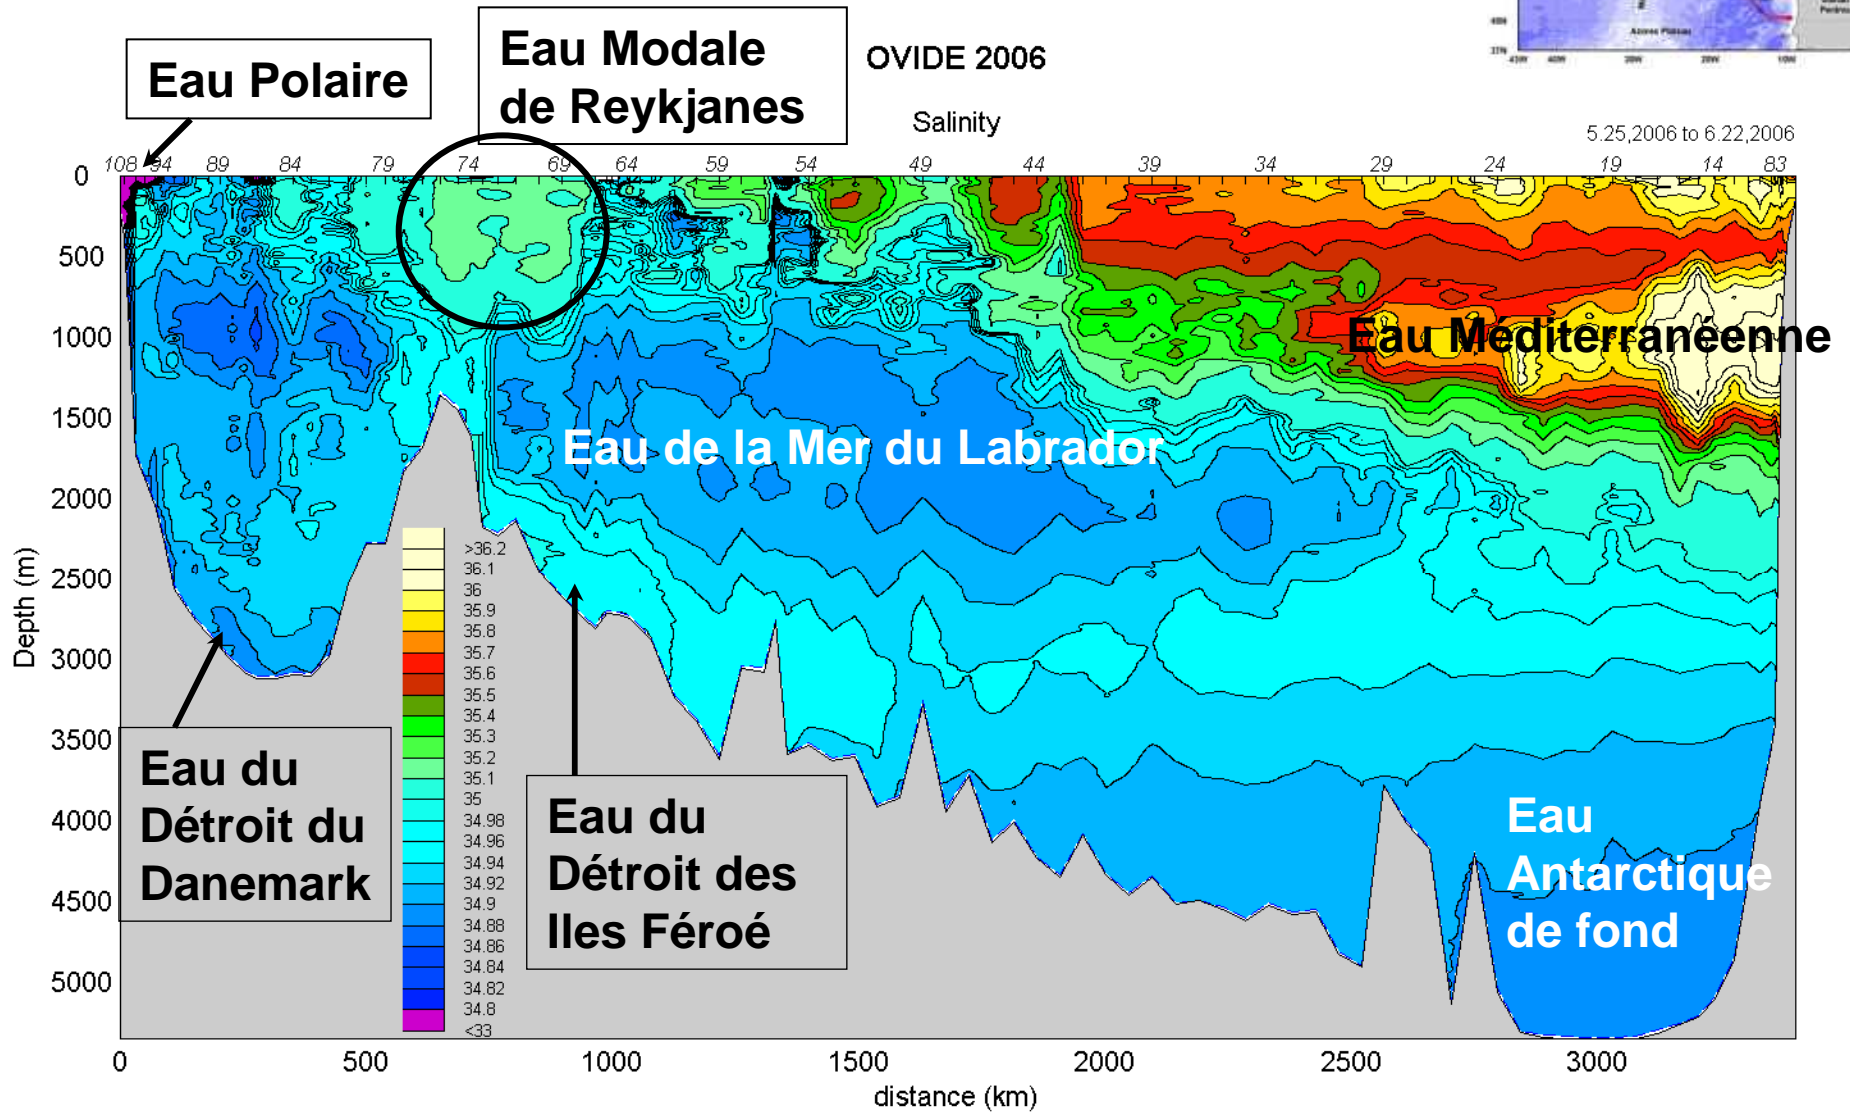 Azores Plateau
40W
30W
20W
10W
Eau Polaire
Eau Modale
de Reykjanes
OVIDE 2006
Salinity
5.25,2006 to 6.22,2006
108 94 89 84 79 74 69 64 59 54 49 44 39 34 29 24 19 14 83
0
500
1000
1500
2000
2500
3000
3500
4000
4500
5000
Depth (m)
Eau Méditerranéenne
Eau de la Mer du Labrador
>36.2
36.1
36
35.9
35.8
35.7
35.6
35.5
35.4
35.3
35.2
35.1
35
34.98
34.96
34.94
34.92
34.9
34.88
34.86
34.84
34.82
34.8
<33
Eau du
Détroit du
Danemark
Eau du
Détroit des
Iles Féroé
Eau
Antarctique
de fond
0 500 1000 1500 2000 2500 3000
distance (km)